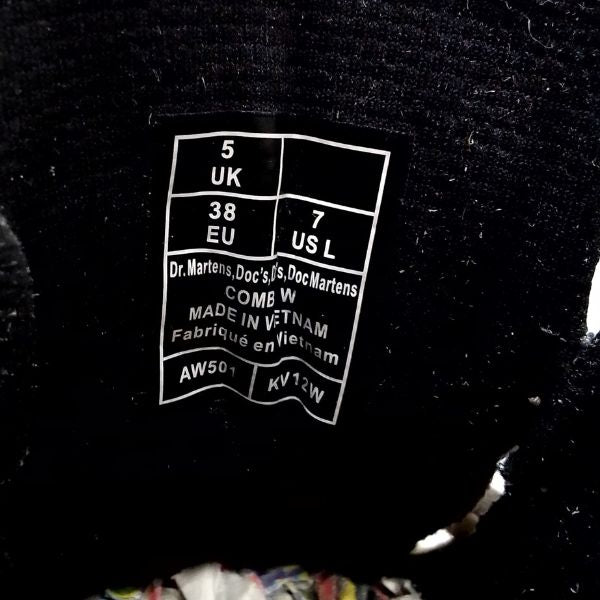 5
UK
38
EU
7
US L
Dr.Martens,Doc's,D's,DocMartens
COMB W
MADE IN VIETNAM
Fabriqué en Vietnam
AW501
KV12W